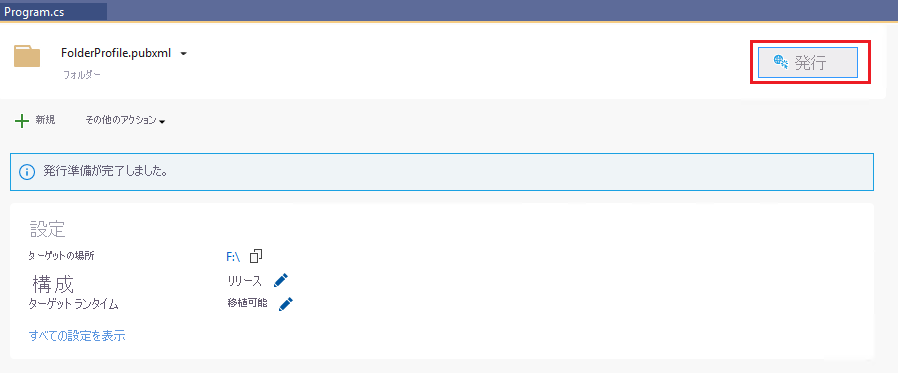 Program.cs
FolderProfile.pubxml
フォルダー
発行
新規
その他のアクション
発行準備が完了しました。
設定
ターゲットの場所
F:\
構成
リリース
ターゲット ランタイム
移植可能
すべての設定を表示